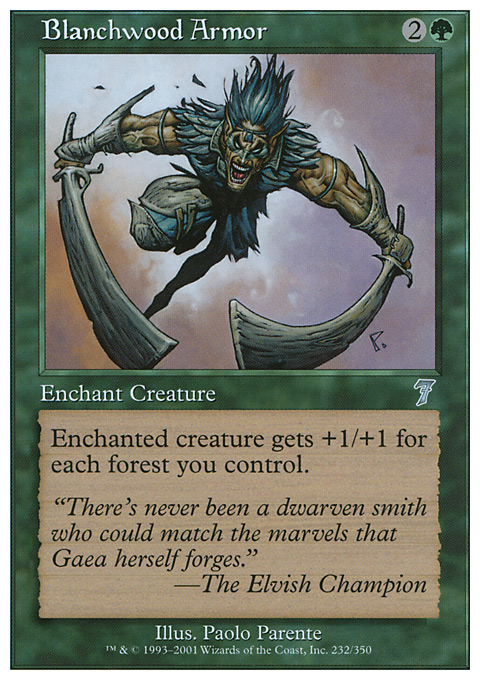 Blanchwood Armor 2
Enchant Creature 7
Enchanted creature gets +1/+1 for
each forest you control.
“There’s never been a dwarven smith
who could match the marvels that
Gaea herself forges.”
—The Elvish Champion
Illus. Paolo Parente
™ & © 1993–2001 Wizards of the Coast, Inc. 232/350